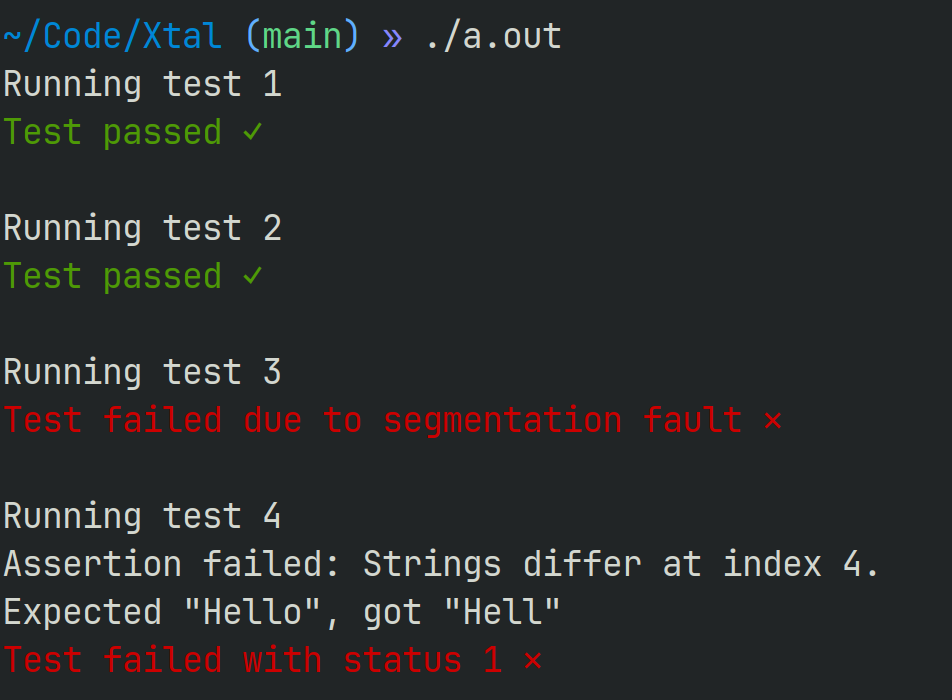 ~/Code/Xtal (main) » ./a.out
Running test 1
Test passed ✓
Running test 2
Test passed ✓
Running test 3
Test failed due to segmentation fault ×
Running test 4
Assertion failed: Strings differ at index 4.
Expected "Hello", got "Hell"
Test failed with status 1 ×